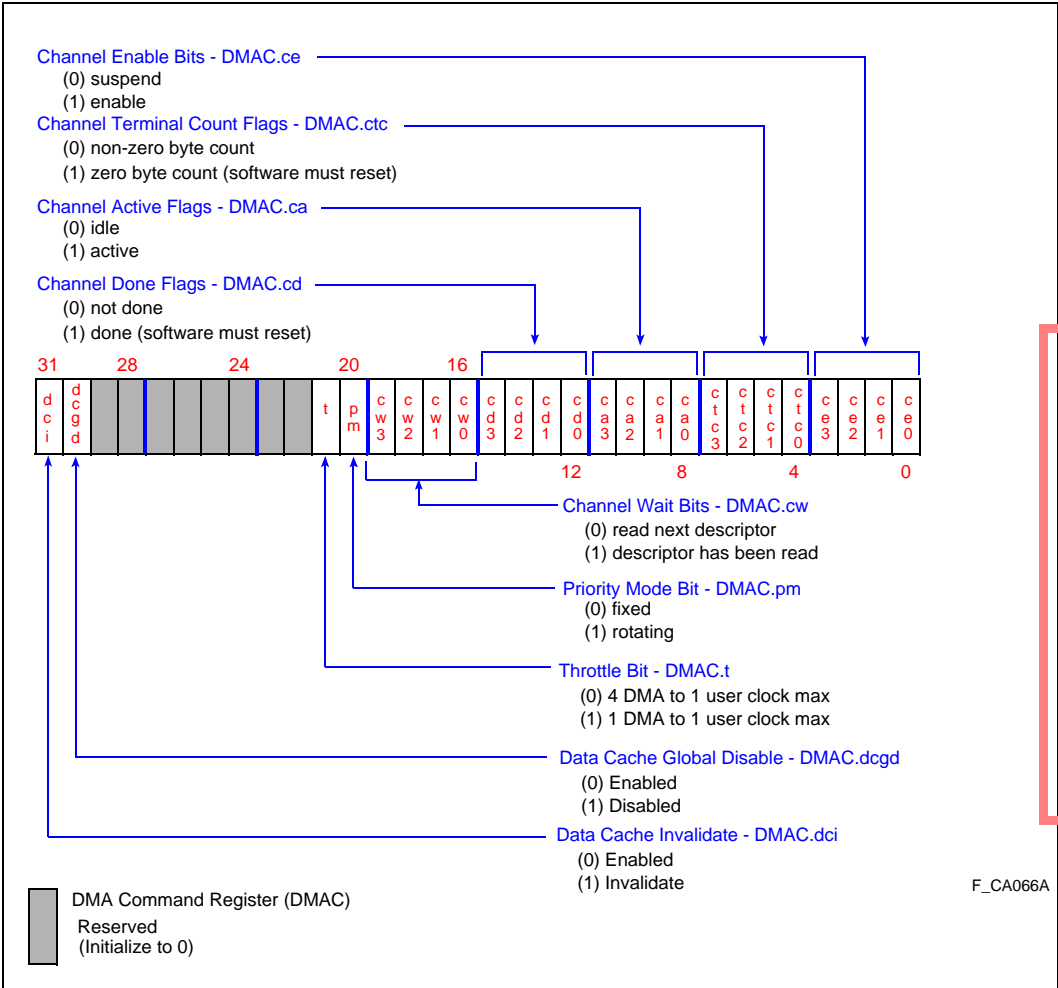 Channel Enable Bits - DMAC.ce
(0) suspend
(1) enable
Channel Terminal Count Flags - DMAC.ctc
(0) non-zero byte count
(1) zero byte count (software must reset)
Channel Active Flags - DMAC.ca
(0) idle
(1) active
Channel Done Flags - DMAC.cd
(0) not done
(1) done (software must reset)
31 28 24 20 16
dci dcgd t pm cw3 cw2 cw1 cw0 cd3 cd2 cd1 cd0 ca3 ca2 ca1 ca0 ctc3 ctc2 ctc1 ctc0 ce3 ce2 ce1 ce0
12 8 4 0
Channel Wait Bits - DMAC.cw
(0) read next descriptor
(1) descriptor has been read
Priority Mode Bit - DMAC.pm
(0) fixed
(1) rotating
Throttle Bit - DMAC.t
(0) 4 DMA to 1 user clock max
(1) 1 DMA to 1 user clock max
Data Cache Global Disable - DMAC.dcgd
(0) Enabled
(1) Disabled
Data Cache Invalidate - DMAC.dci
(0) Enabled
(1) Invalidate
F_CA066A
DMA Command Register (DMAC)
Reserved
(Initialize to 0)